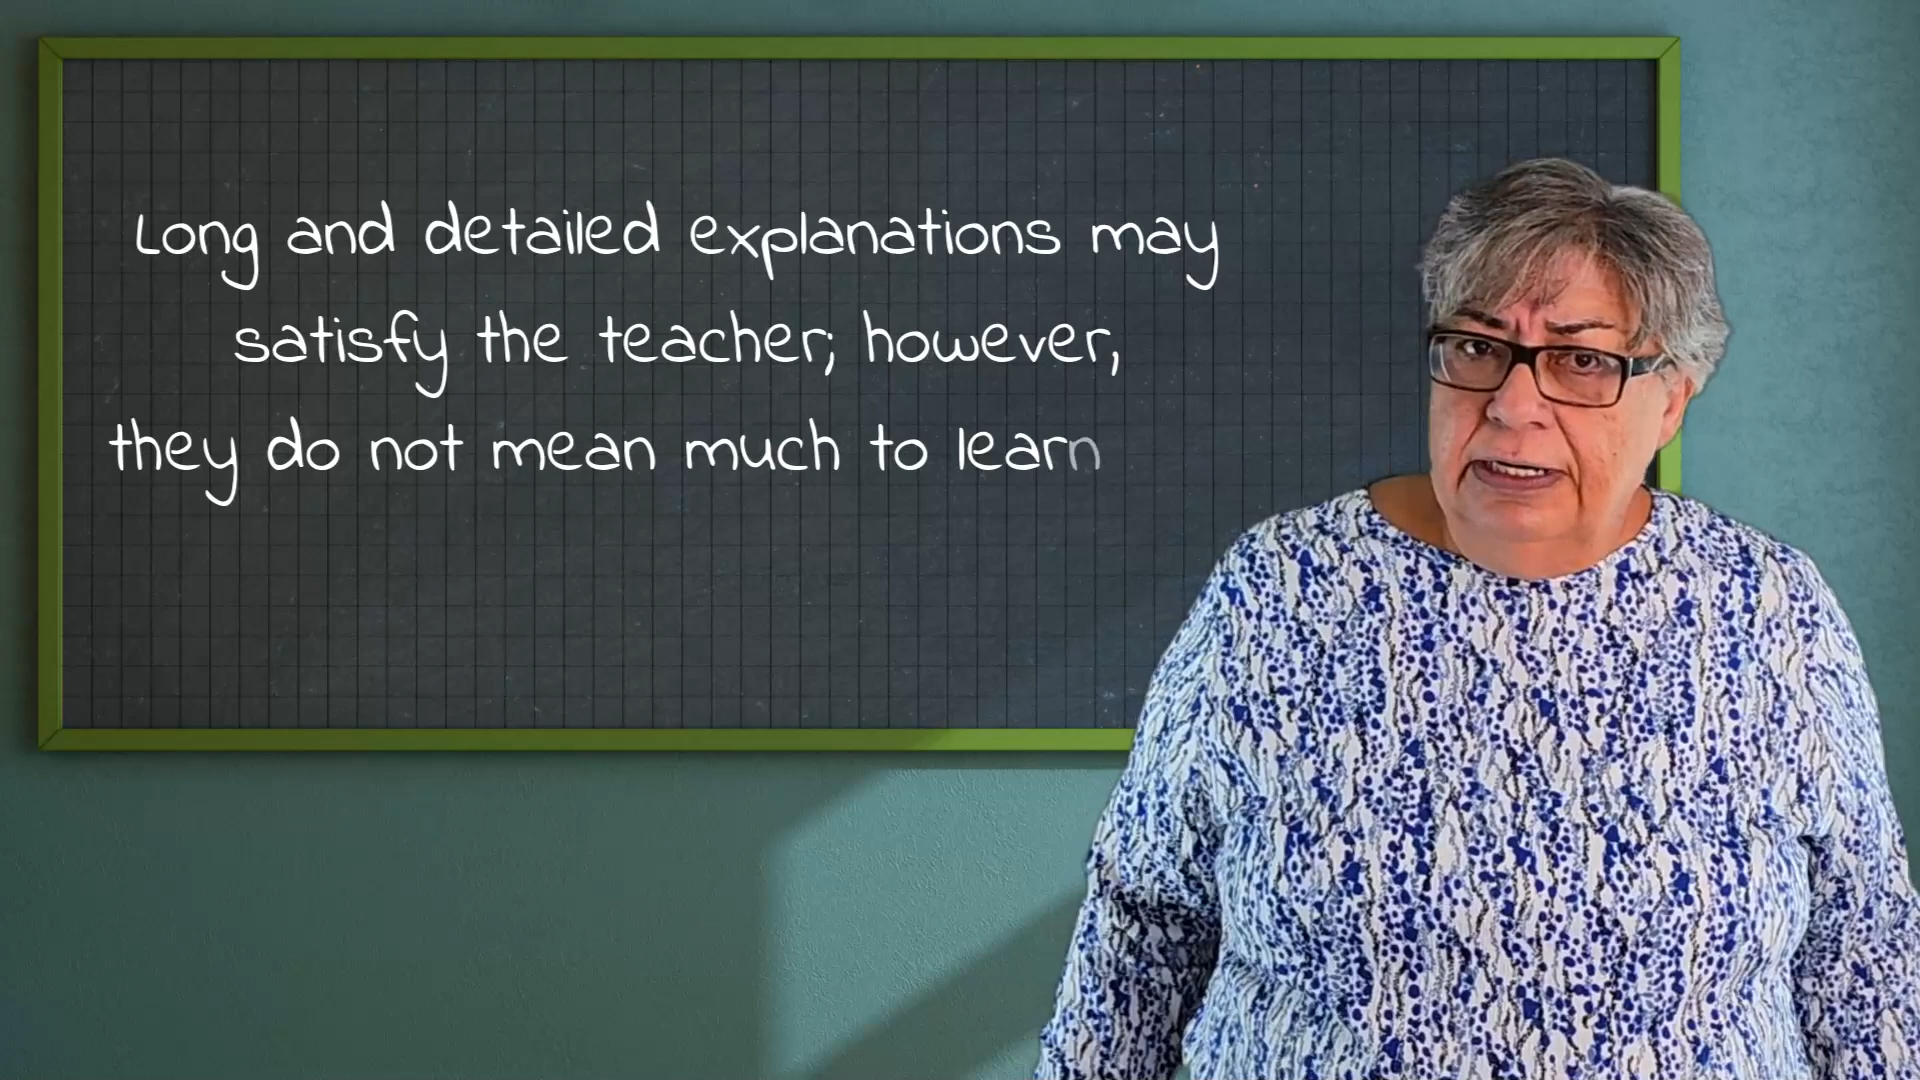 Long and detailed explanations may
satisfy the teacher; however,
they do not mean much to learn